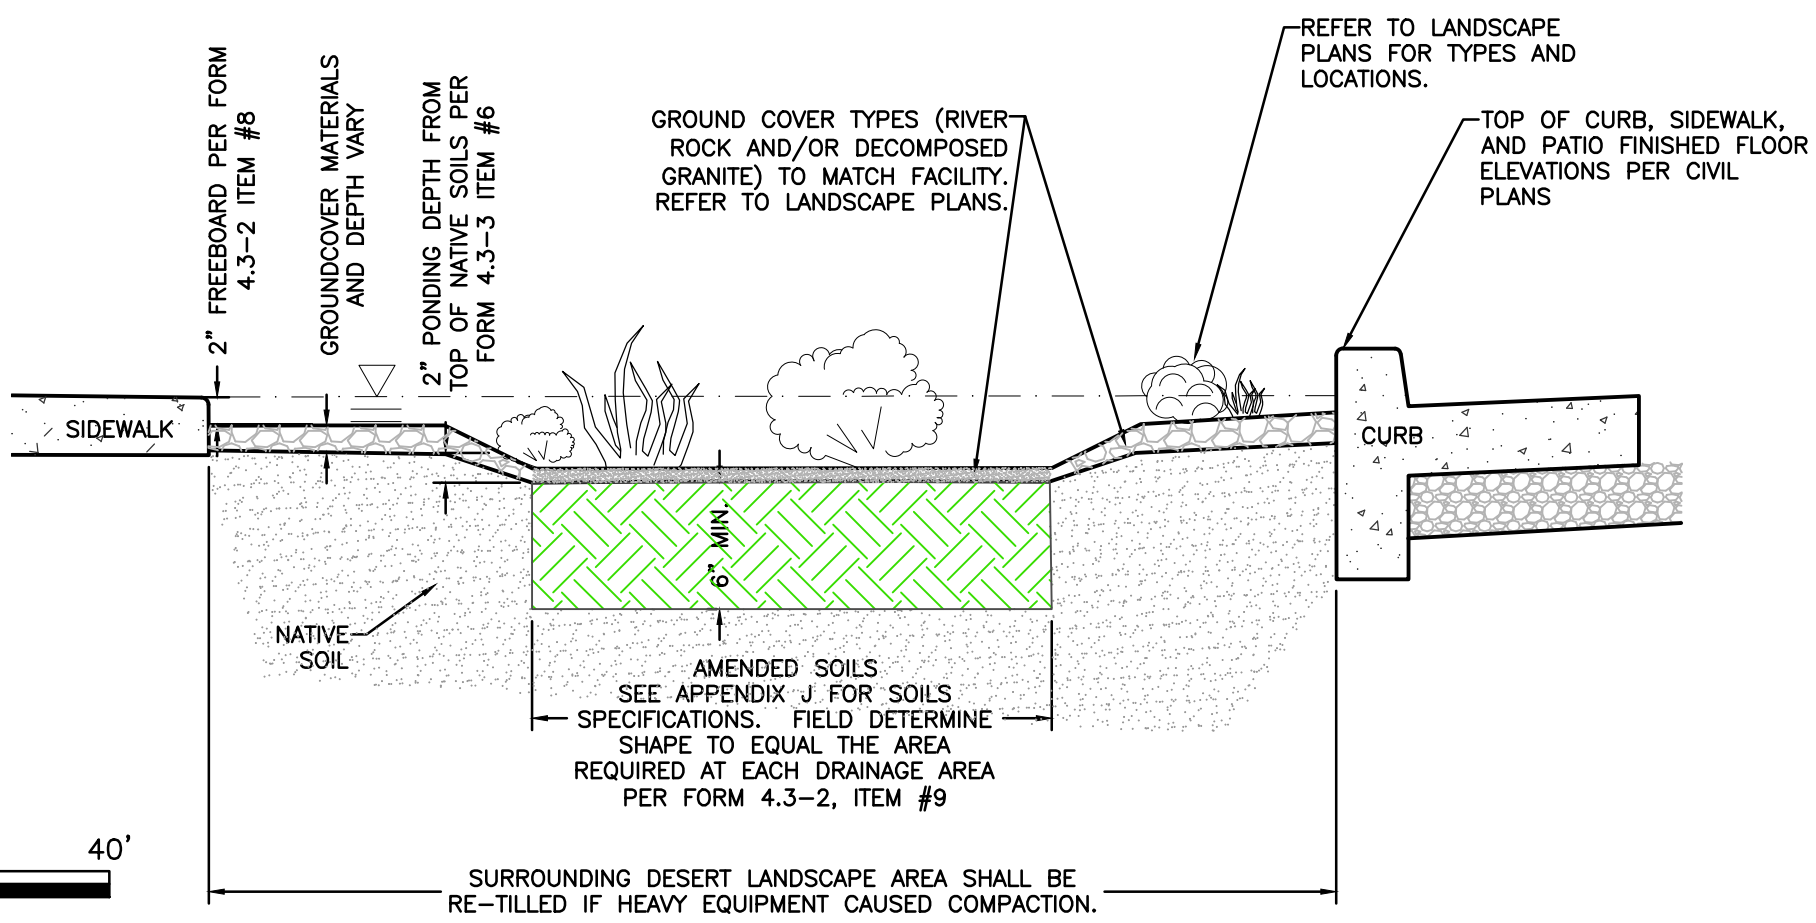 REFER TO LANDSCAPE
PLANS FOR TYPES AND
LOCATIONS.
GROUND COVER TYPES (RIVER
ROCK AND/OR DECOMPOSED
GRANITE) TO MATCH FACILITY.
REFER TO LANDSCAPE PLANS.
TOP OF CURB, SIDEWALK,
AND PATIO FINISHED FLOOR
ELEVATIONS PER CIVIL
PLANS
2" FREEBOARD PER FORM
4.3-2 ITEM #8
GROUNDCOVER MATERIALS
AND DEPTH VARY
2" PONDING DEPTH FROM
TOP OF NATIVE SOILS PER
FORM 4.3-3 ITEM #6
SIDEWALK
CURB
6" MIN.
NATIVE
SOIL
AMENDED SOILS
SEE APPENDIX J FOR SOILS
SPECIFICATIONS. FIELD DETERMINE
SHAPE TO EQUAL THE AREA
REQUIRED AT EACH DRAINAGE AREA
PER FORM 4.3-2, ITEM #9
40'
SURROUNDING DESERT LANDSCAPE AREA SHALL BE
RE-TILLED IF HEAVY EQUIPMENT CAUSED COMPACTION.